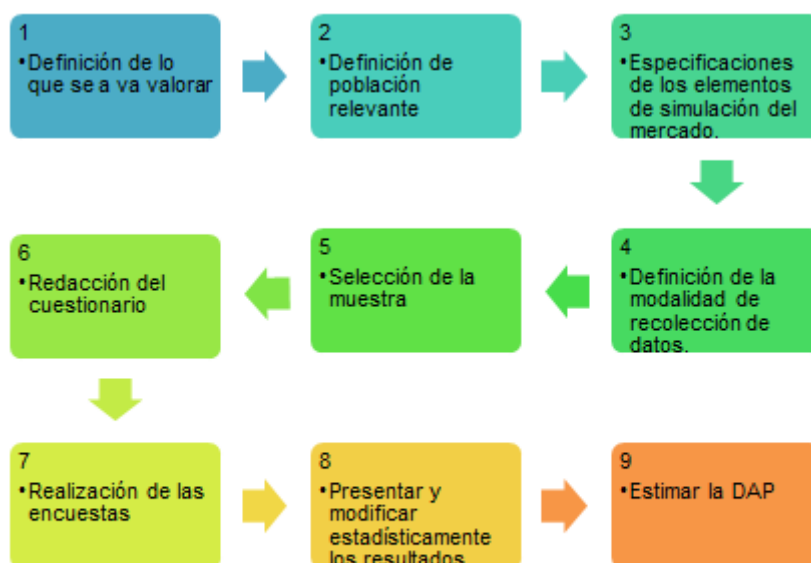 1
•Definición de lo
que se a va valorar
2
•Definición de
población
relevante
3
•Especificaciones
de los elementos
de simulación del
mercado.
6
•Redacción del
cuestionario
5
•Selección de la
muestra
4
•Definición de la
modalidad de
recolección de
datos.
7
•Realización de las
encuestas
8
•Presentar y
modificar
estadísticamente
los resultados
9
•Estimar la DAP